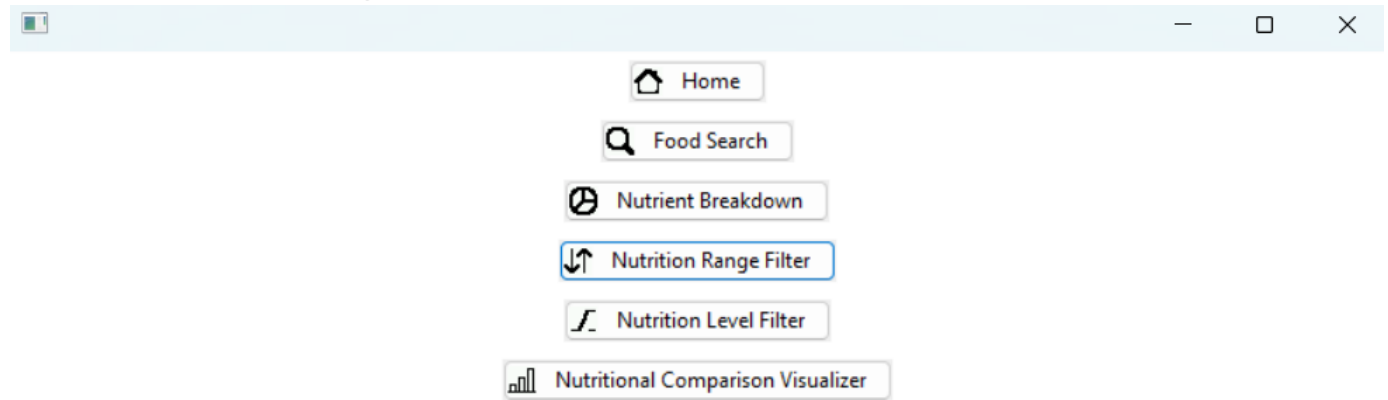 Home
Food Search
Nutrient Breakdown
Nutrition Range Filter
Nutrition Level Filter
Nutritional Comparison Visualizer